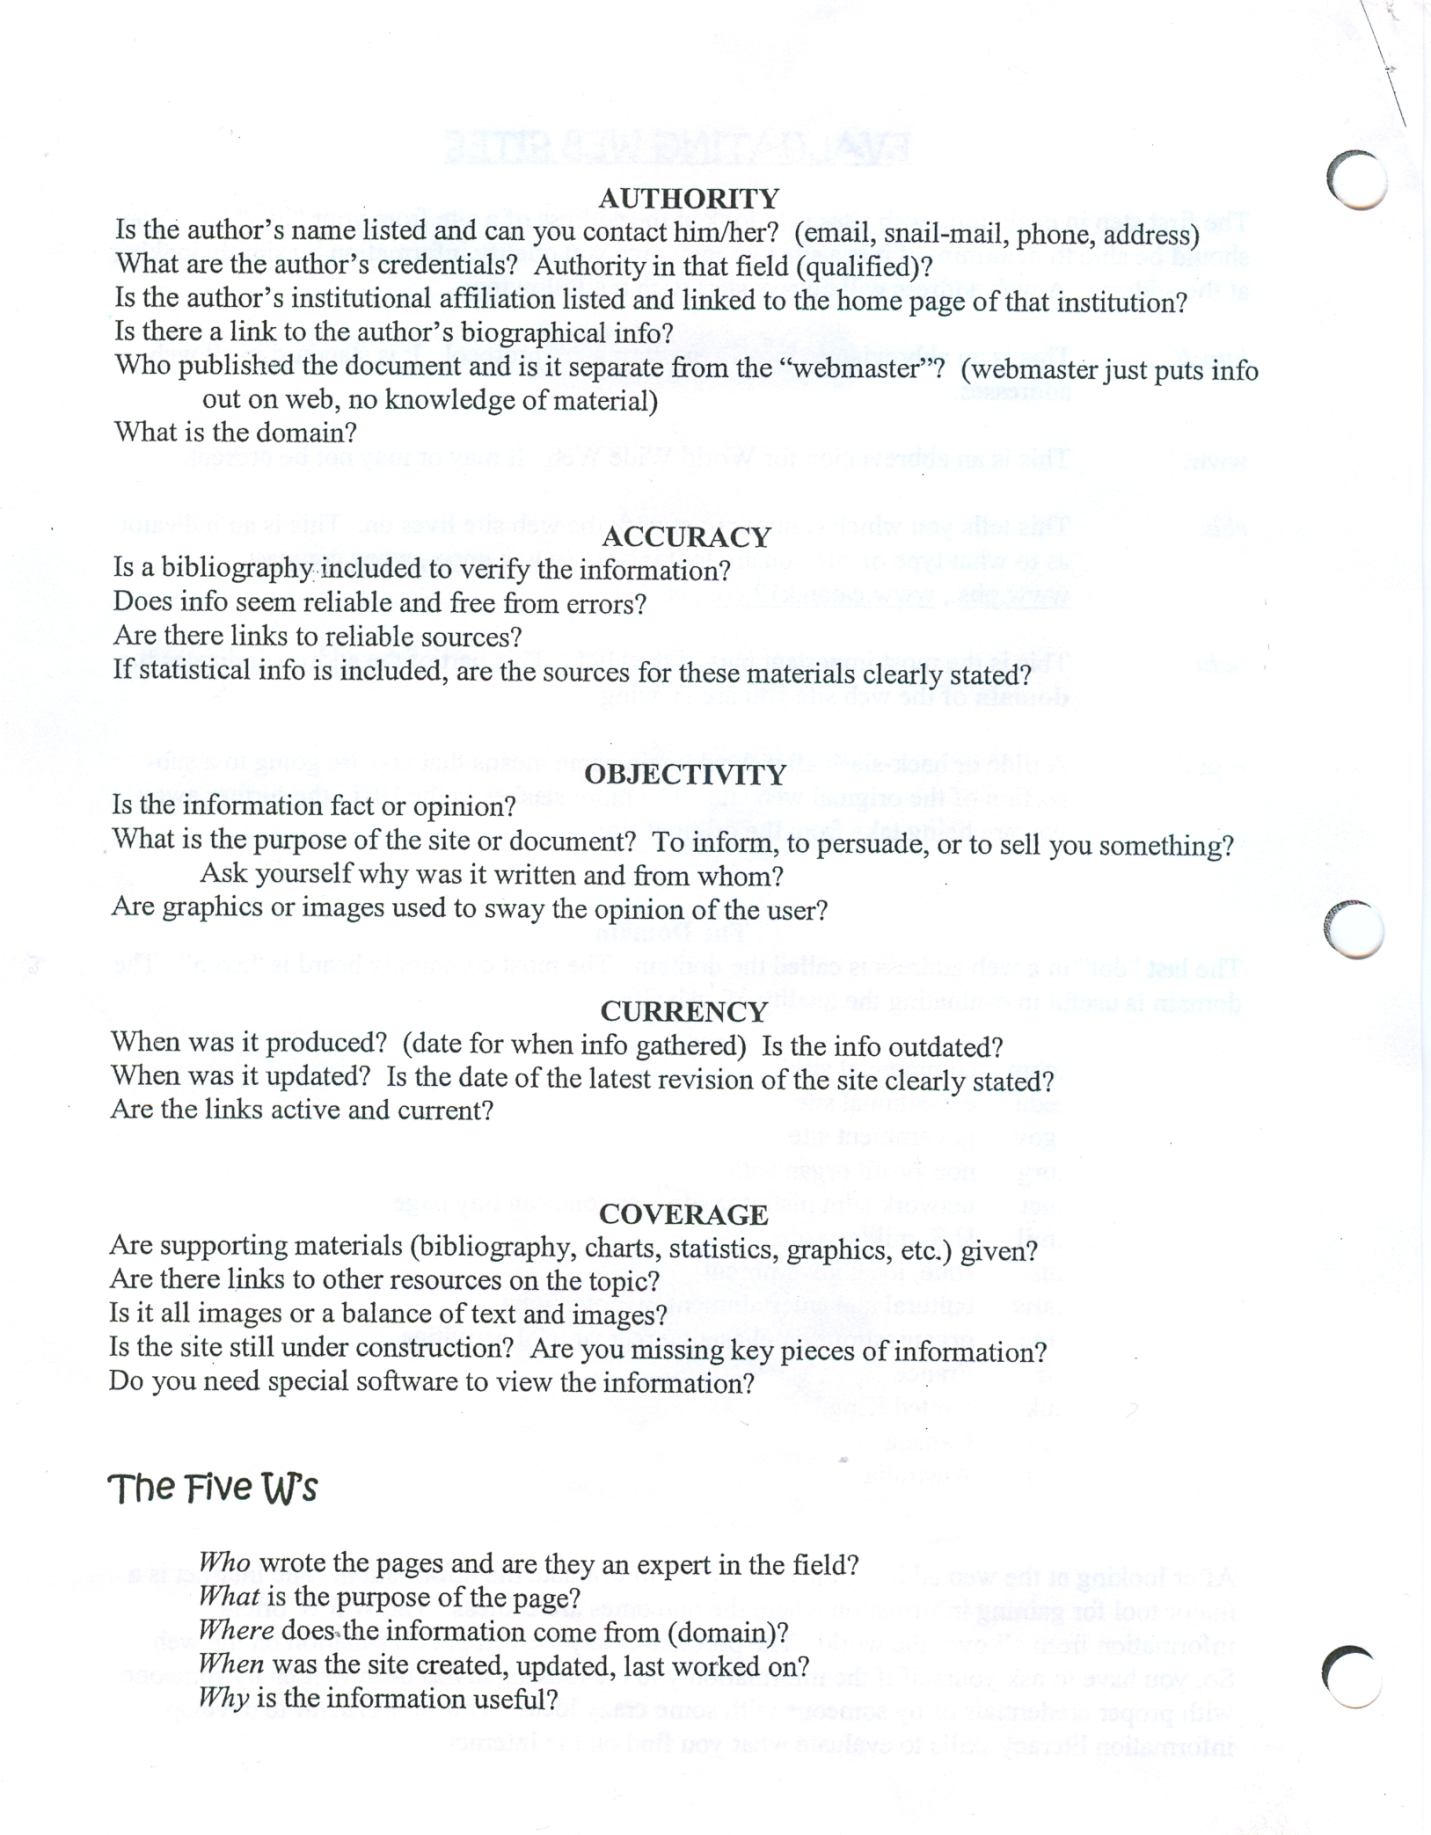 AUTHORITY
Is the author's name listed and can you contact him/her?  (email, snail-mail, phone, address)
What are the author's credentials?  Authority in that field (qualified)?
Is the author's institutional affiliation listed and linked to the home page of that institution?
Is there a link to the author's biographical info?
Who published the document and is it separate from the “webmaster”?  (webmaster just puts info
out on web, no knowledge of material)
What is the domain?
ACCURACY
Is a bibliography included to verify the information?
Does info seem reliable and free from errors?
Are there links to reliable sources?
If statistical info is included, are the sources for these materials clearly stated?
OBJECTIVITY
Is the information fact or opinion?
What is the purpose of the site or document?  To inform, to persuade, or to sell you something?
Ask yourself why was it written and from whom?
Are graphics or images used to sway the opinion of the user?
CURRENCY
When was it produced?  (date for when info gathered)  Is the info outdated?
When was it updated?  Is the date of the latest revision of the site clearly stated?
Are the links active and current?
COVERAGE
Are supporting materials (bibliography, charts, statistics, graphics, etc.) given?
Are there links to other resources on the topic?
Is it all images or a balance of text and images?
Is the site still under construction?  Are you missing key pieces of information?
Do you need special software to view the information?
The Five W's
Who wrote the pages and are they an expert in the field?
What is the purpose of the page?
Where does the information come from (domain)?
When was the site created, updated, last worked on?
Why is the information useful?